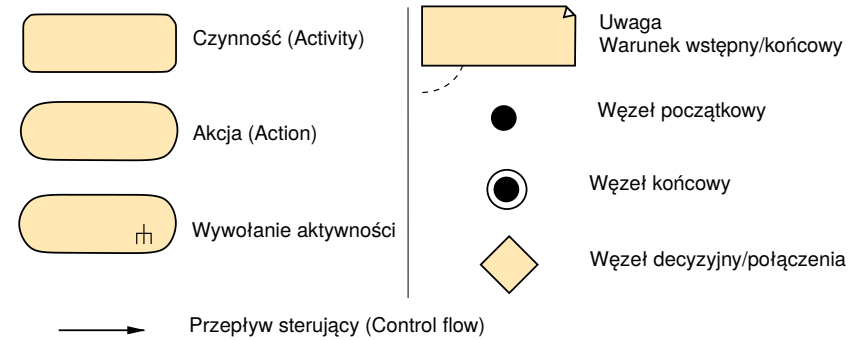 Czynność (Activity)
Akcja (Action)
Wywołanie aktywności
Przepływ sterujący (Control flow)
Uwaga
Warunek wstępny/końcowy
Węzeł początkowy
Węzeł końcowy
Węzeł decyzyjny/połączenia